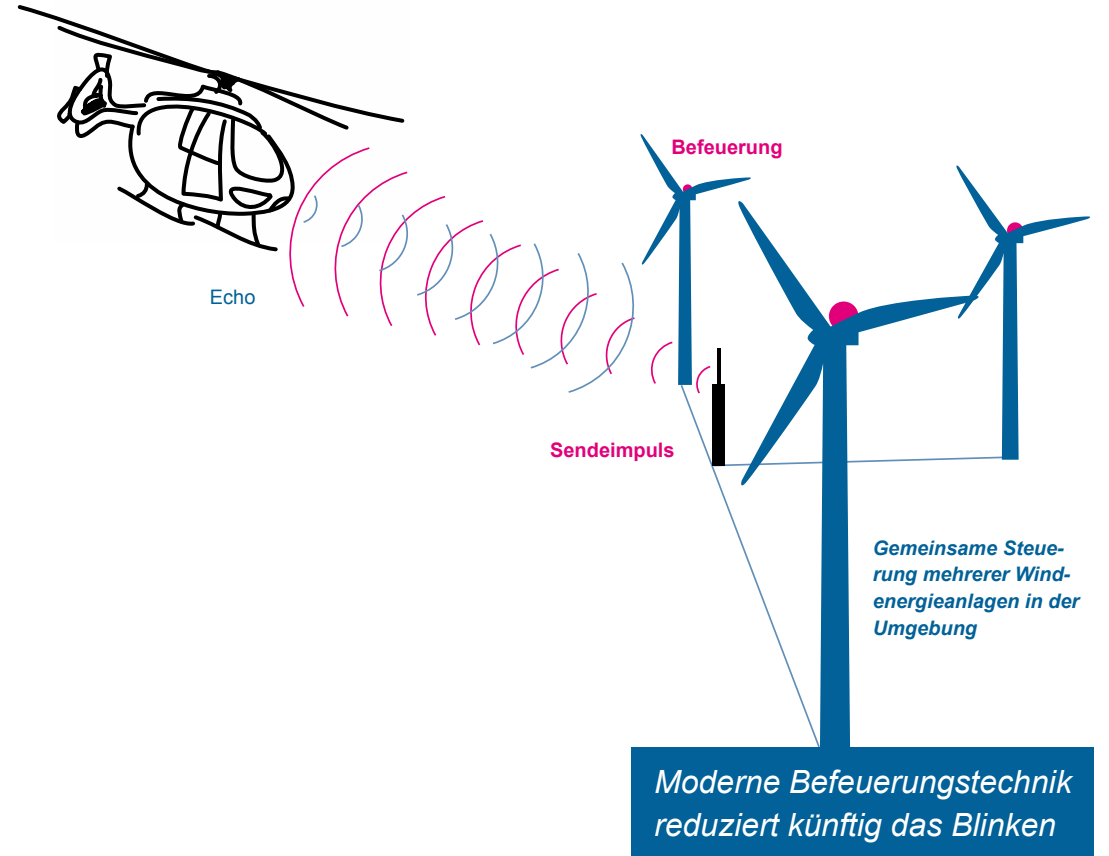 Befeuerung
Echo
Sendeimpuls
Gemeinsame Steue-
rung mehrerer Wind-
energieanlagen in der
Umgebung
Moderne Befeuerungstechnik
reduziert künftig das Blinken